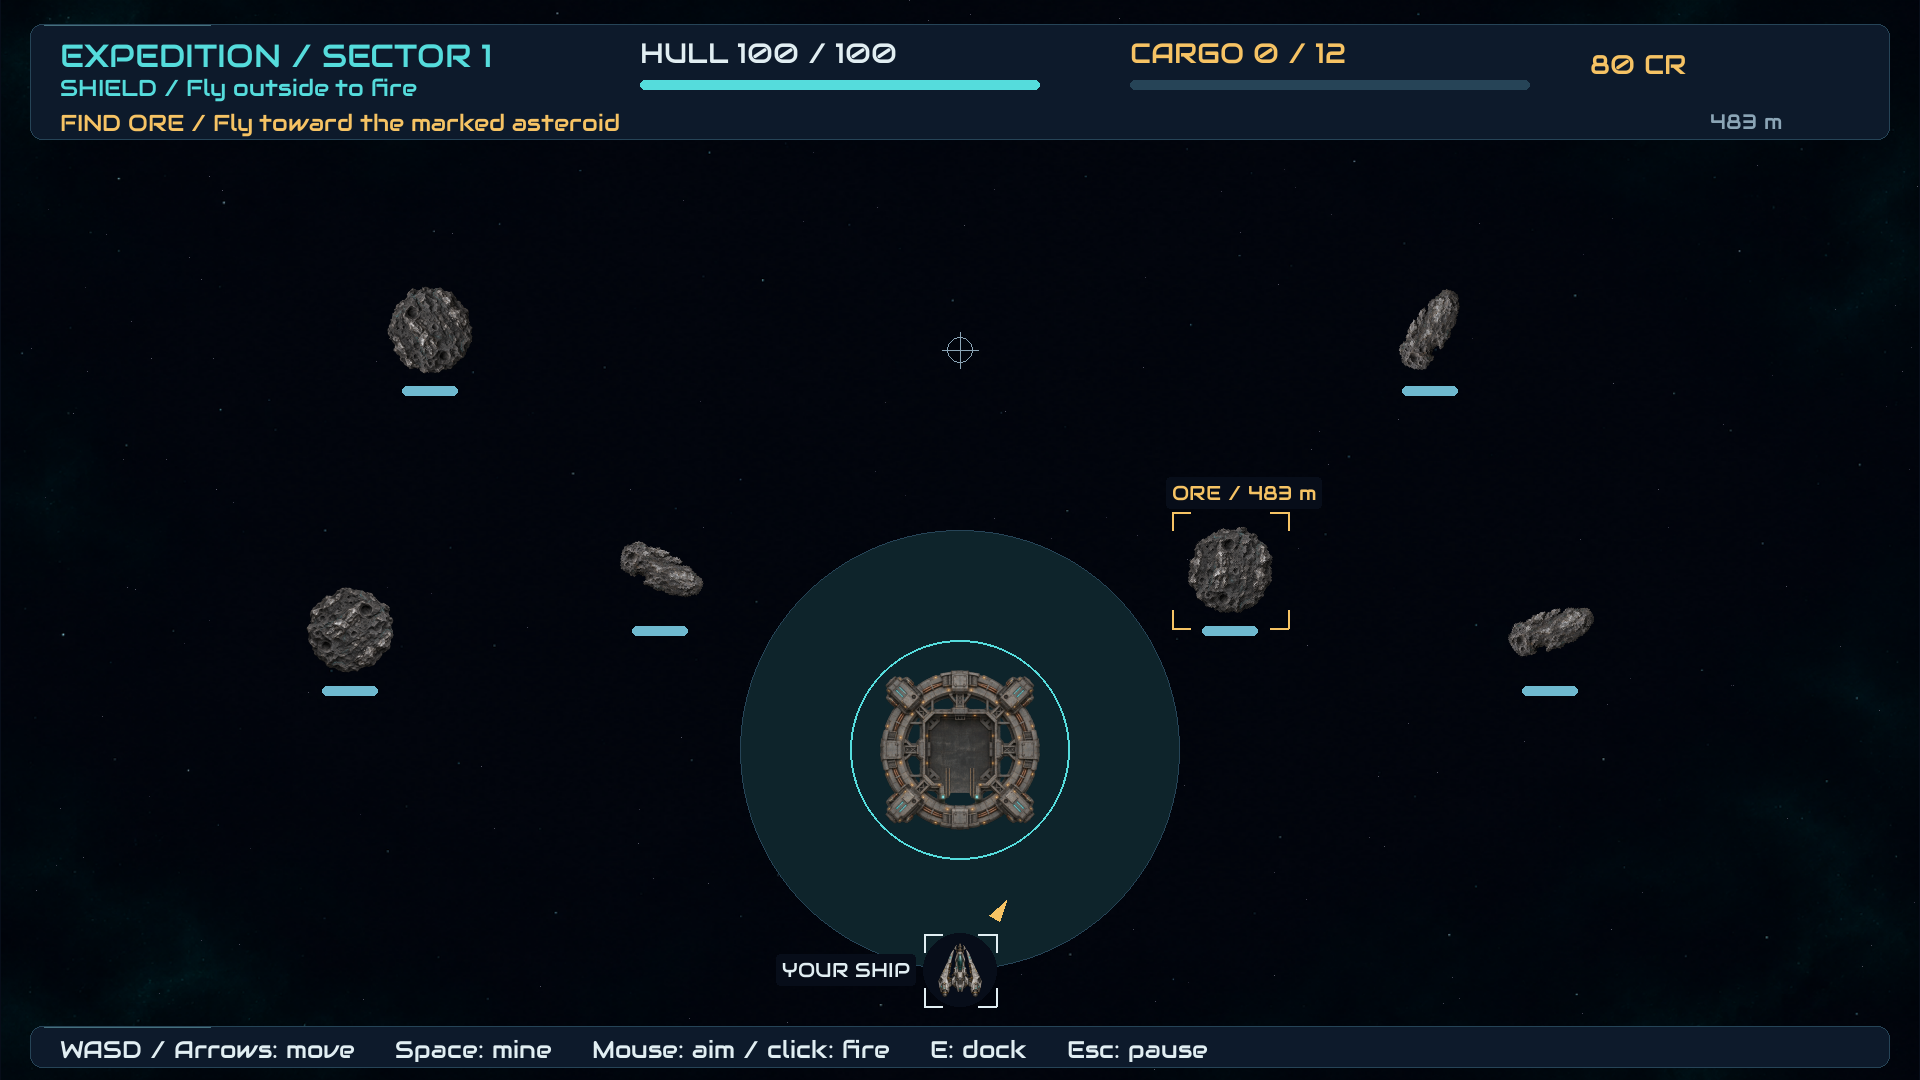 EXPEDITION / SECTOR 1
SHIELD / Fly outside to fire
FIND ORE / Fly toward the marked asteroid
HULL 100 / 100
CARGO 0 / 12
80 CR
483 m
ORE / 483 m
YOUR SHIP
WASD / Arrows: move Space: mine Mouse: aim / click: fire E: dock Esc: pause